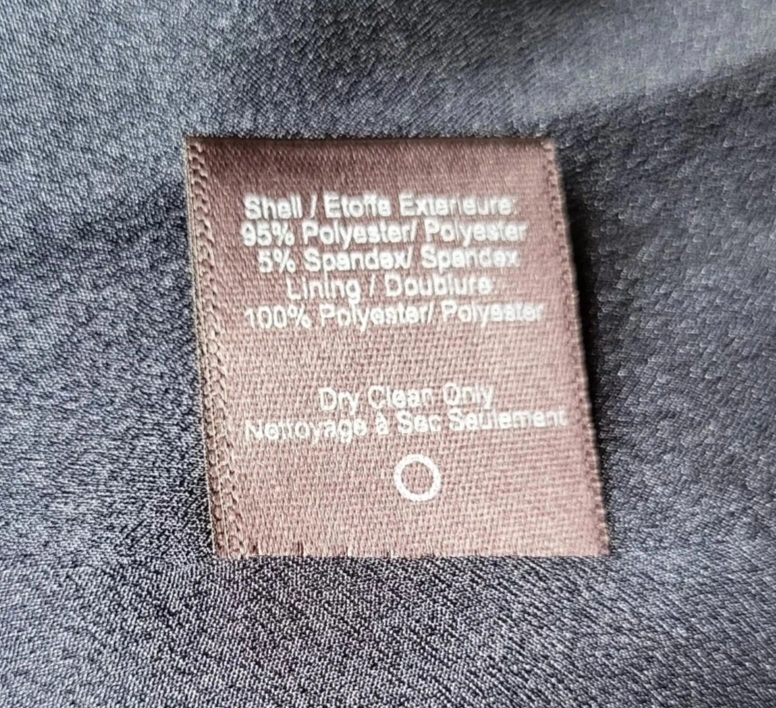 Shell / Etoffe Exterieure:
95% Polyester/ Polyester
5% Spandex/ Spandex
Lining / Doublure:
100% Polyester/ Polyester
Dry Clean Only
Nettoyage à Sec Seulement